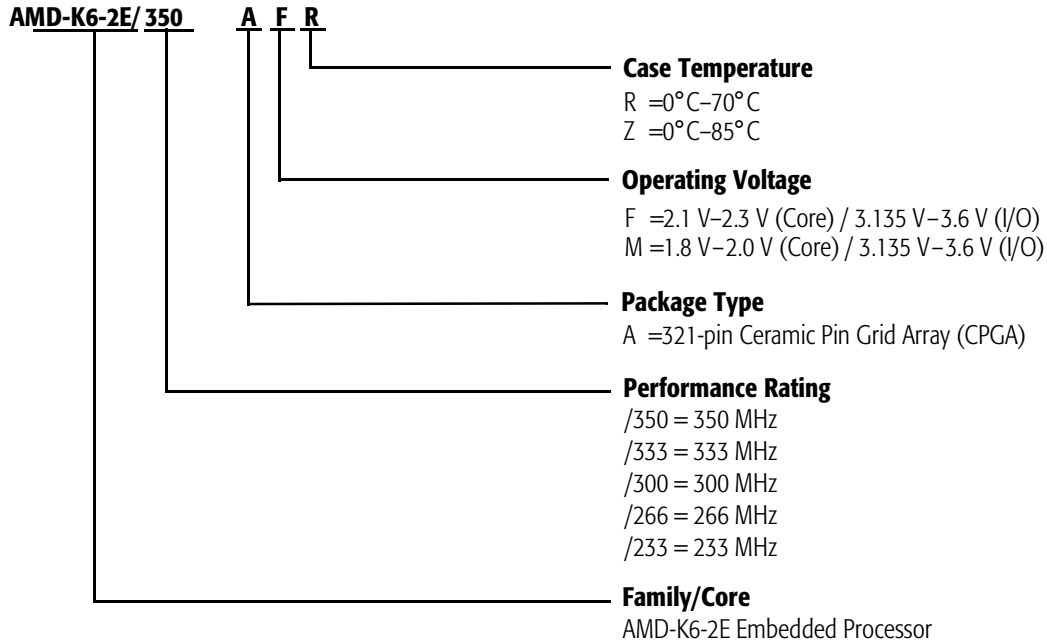 AMD-K6-2E/ 350 A F R
Case Temperature
R =0°C–70°C
Z =0°C–85°C
Operating Voltage
F =2.1 V–2.3 V (Core) / 3.135 V–3.6 V (I/O)
M =1.8 V–2.0 V (Core) / 3.135 V–3.6 V (I/O)
Package Type
A =321-pin Ceramic Pin Grid Array (CPGA)
Performance Rating
/350 = 350 MHz
/333 = 333 MHz
/300 = 300 MHz
/266 = 266 MHz
/233 = 233 MHz
Family/Core
AMD-K6-2E Embedded Processor